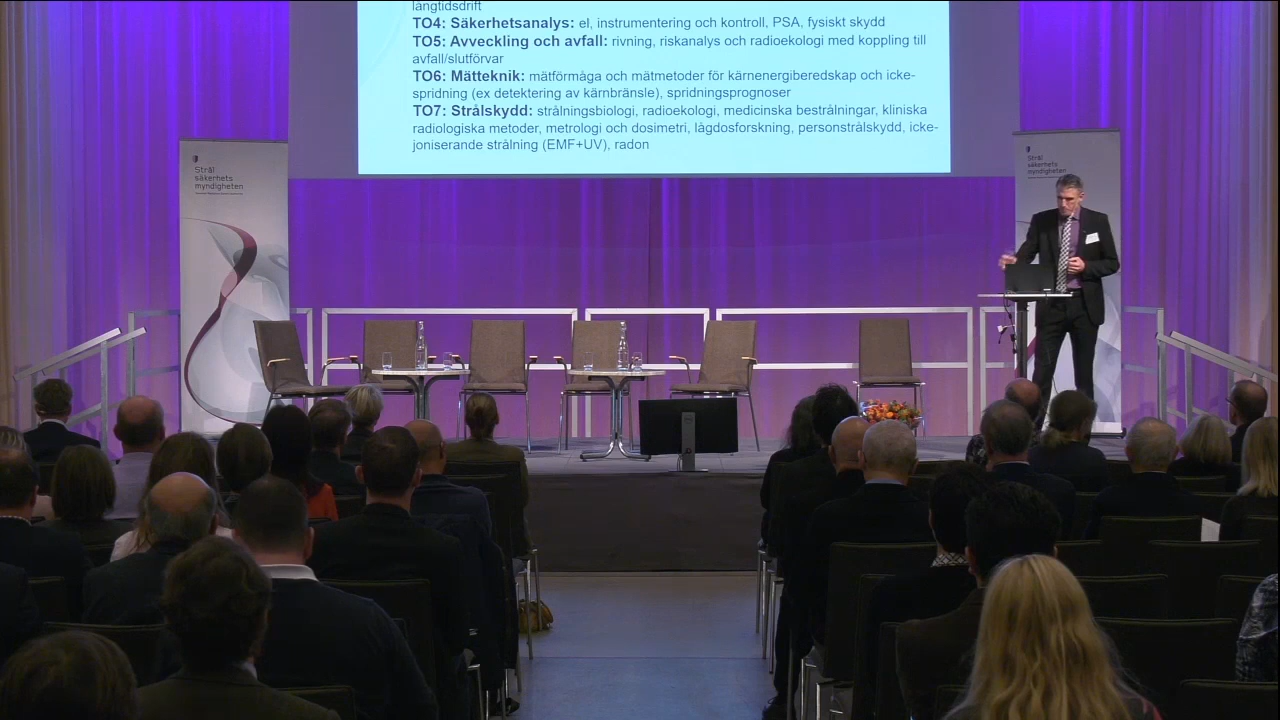 långtidsdrift
TO4: Säkerhetsanalys: el, instrumentering och kontroll, PSA, fysiskt skydd
TO5: Avveckling och avfall: rivning, riskanalys och radioekologi med koppling till
avfall/slutförvar
TO6: Mätteknik: mätförmåga och mätmetoder för kärnenergiberedskap och icke-
spridning (ex detektering av kärnbränsle), spridningsprognoser
TO7: Strålskydd: strålningsbiologi, radioekologi, medicinska bestrålningar, kliniska
radiologiska metoder, metrologi och dosimetri, lågdosforskning, personstrålskydd, icke-
joniserande strålning (EMF+UV), radon
Strål
säkerhets
myndigheten
Strål
säkerhets
myndigheten